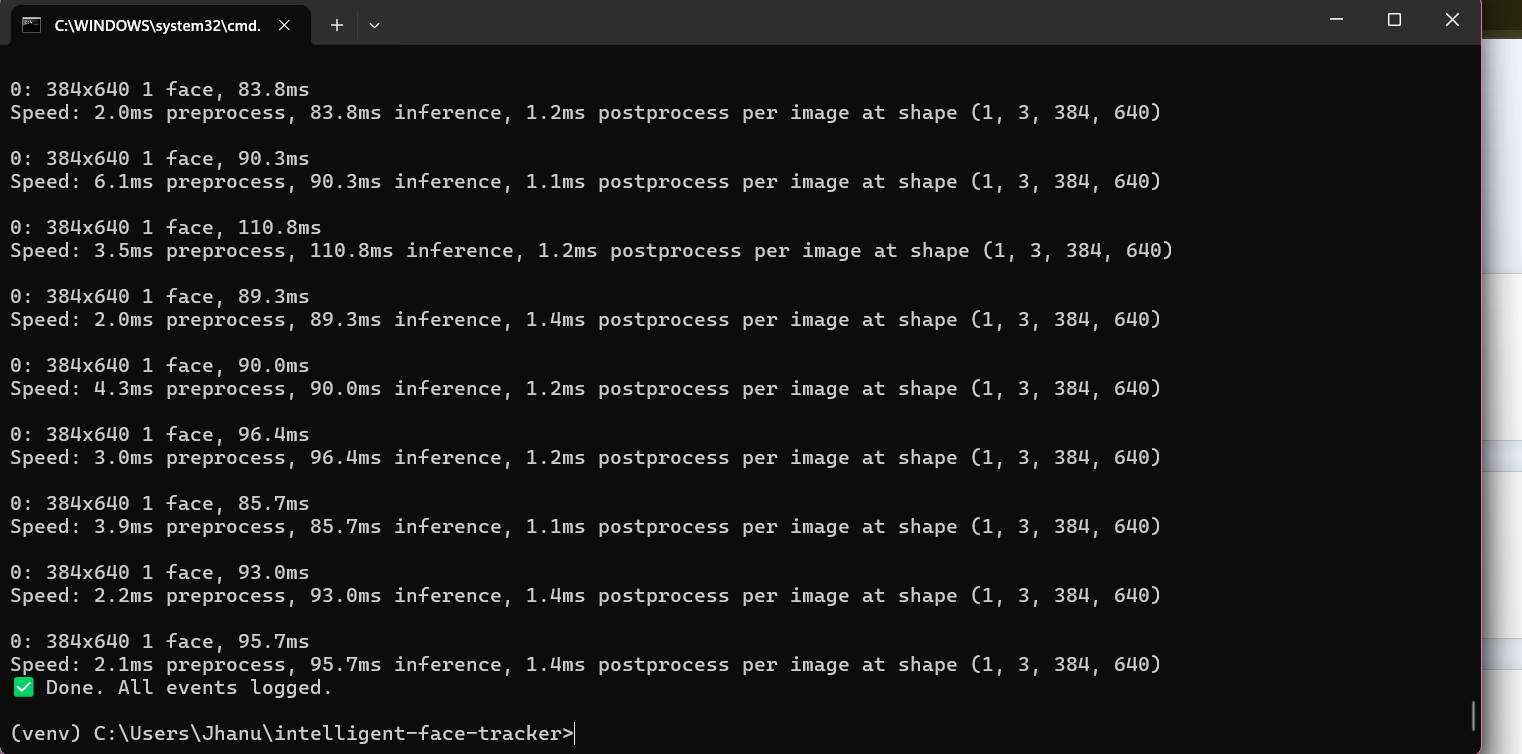 C:\WINDOWS\system32\cmd.
0: 384x640 1 face, 83.8ms
Speed: 2.0ms preprocess, 83.8ms inference, 1.2ms postprocess per image at shape (1, 3, 384, 640)
0: 384x640 1 face, 90.3ms
Speed: 6.1ms preprocess, 90.3ms inference, 1.1ms postprocess per image at shape (1, 3, 384, 640)
0: 384x640 1 face, 110.8ms
Speed: 3.5ms preprocess, 110.8ms inference, 1.2ms postprocess per image at shape (1, 3, 384, 640)
0: 384x640 1 face, 89.3ms
Speed: 2.0ms preprocess, 89.3ms inference, 1.4ms postprocess per image at shape (1, 3, 384, 640)
0: 384x640 1 face, 90.0ms
Speed: 4.3ms preprocess, 90.0ms inference, 1.2ms postprocess per image at shape (1, 3, 384, 640)
0: 384x640 1 face, 96.4ms
Speed: 3.0ms preprocess, 96.4ms inference, 1.2ms postprocess per image at shape (1, 3, 384, 640)
0: 384x640 1 face, 85.7ms
Speed: 3.9ms preprocess, 85.7ms inference, 1.1ms postprocess per image at shape (1, 3, 384, 640)
0: 384x640 1 face, 93.0ms
Speed: 2.2ms preprocess, 93.0ms inference, 1.4ms postprocess per image at shape (1, 3, 384, 640)
0: 384x640 1 face, 95.7ms
Speed: 2.1ms preprocess, 95.7ms inference, 1.4ms postprocess per image at shape (1, 3, 384, 640)
✅ Done. All events logged.
(venv) C:\Users\Jhanu\intelligent-face-tracker>